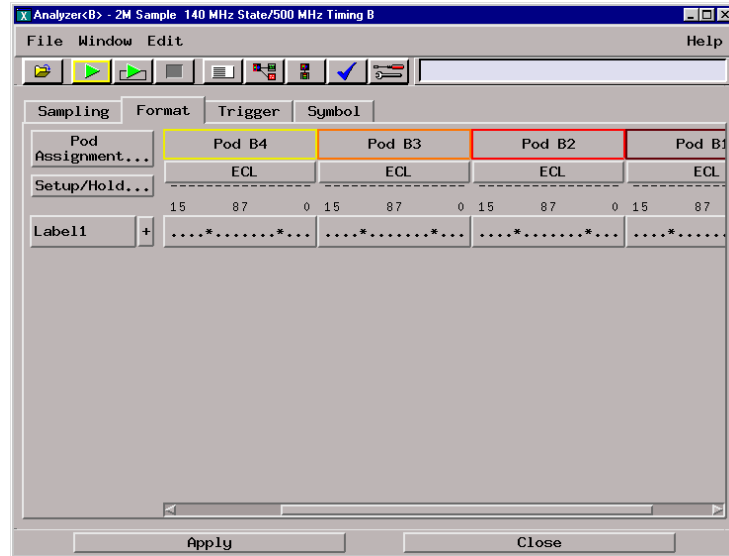 Analyzer<B> - 2M Sample 140 MHz State/500 MHz Timing B
File Window Edit Help
Sampling Format Trigger Symbol
Pod Assignment... Pod B4 Pod B3 Pod B2 Pod B1
ECL ECL ECL ECL
Setup/Hold...
15 87 0 15 87 0 15 87 0 15 87
Label1 + ....*.......*... ....*.......*... ....*.......*... ....*.......
Apply Close